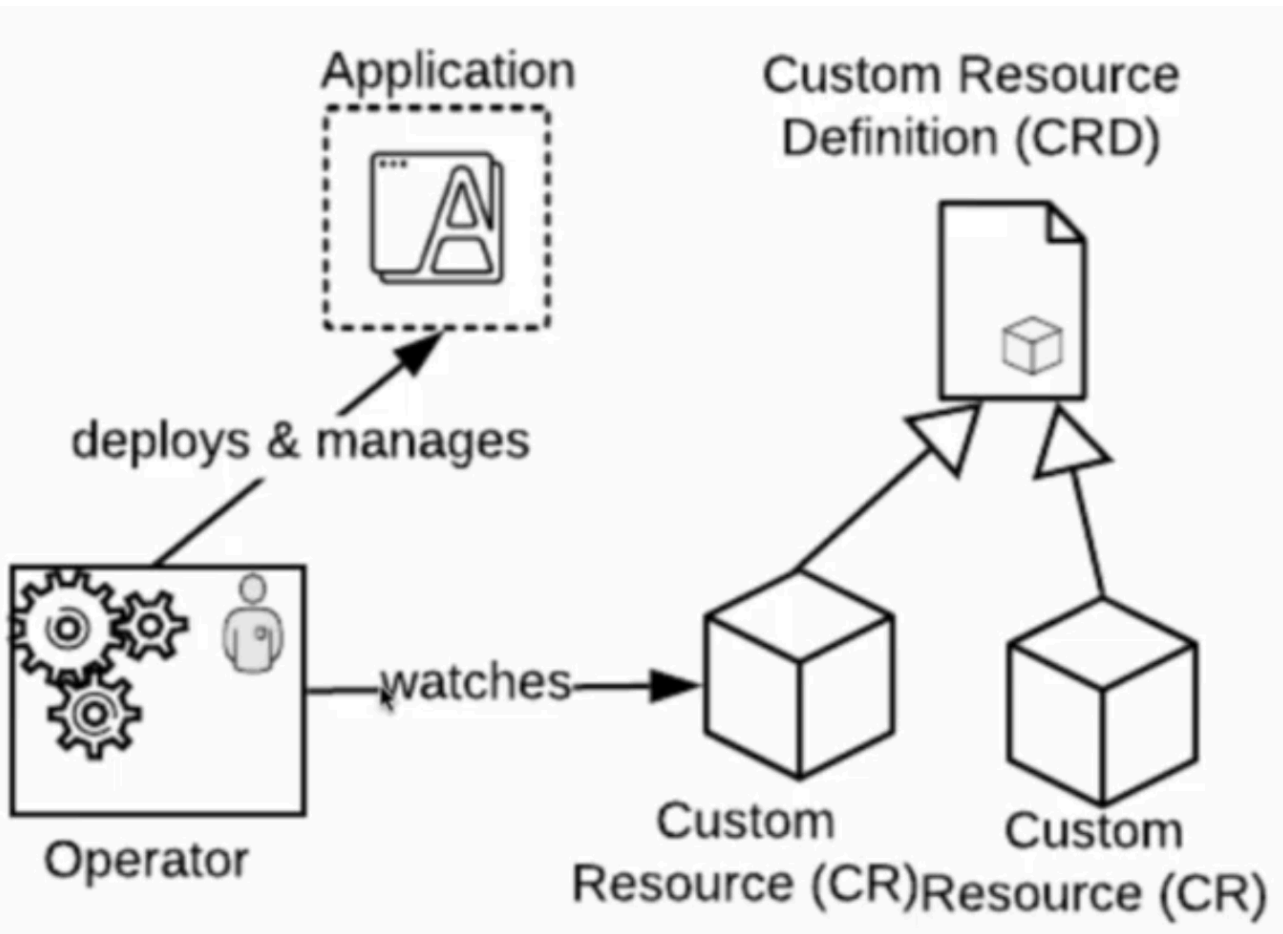 Application
Custom Resource
Definition (CRD)
deploys & manages
watches
Operator
Custom
Resource (CR)
Custom
Resource (CR)